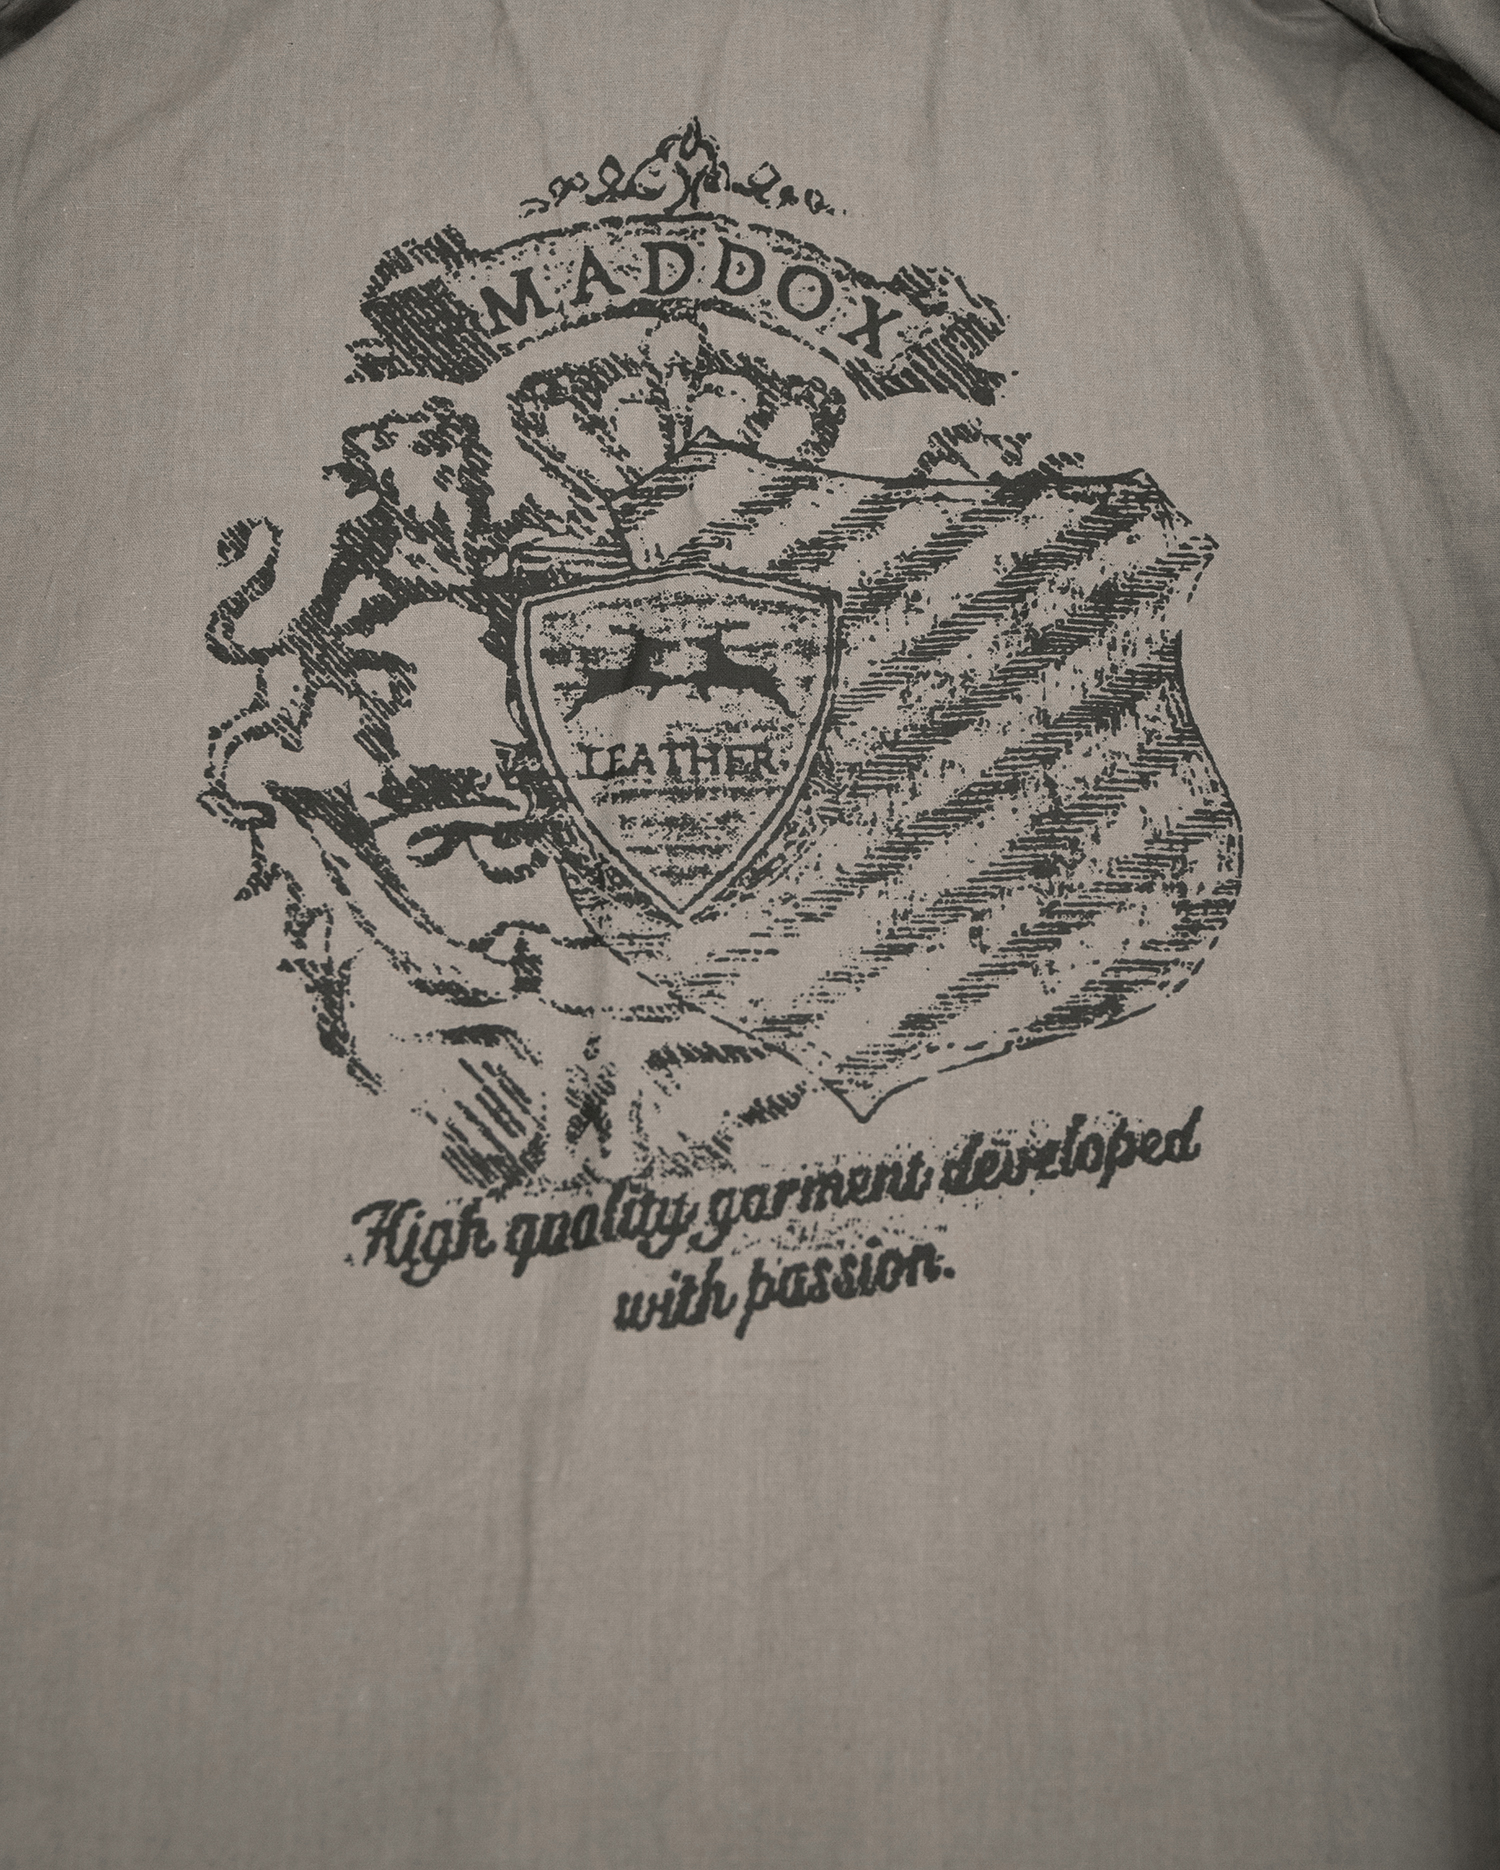 MADDOX
LEATHER
High quality garment developed
with passion.